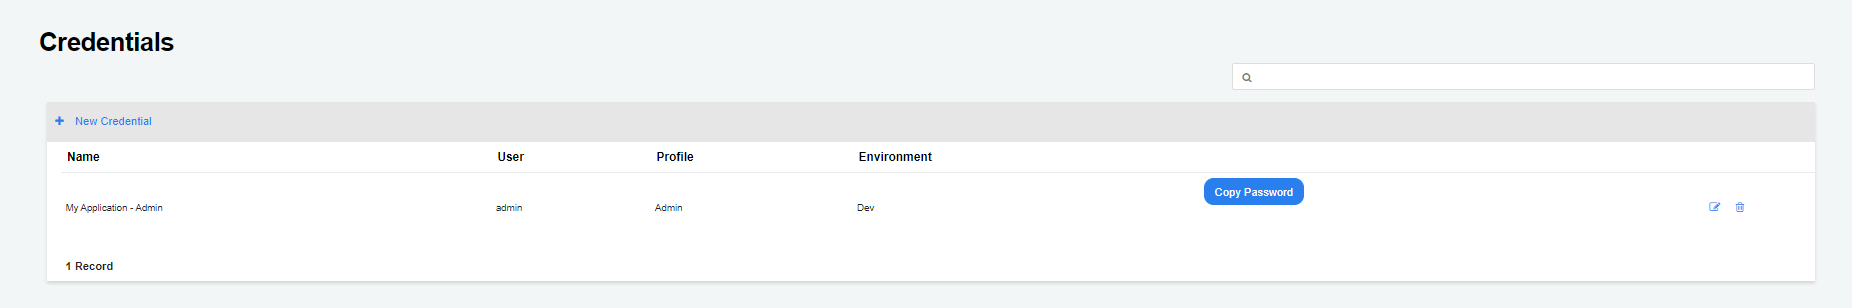 Credentials
New Credential
Name User Profile Environment
Copy Password
My Application - Admin admin Admin Dev
1 Record